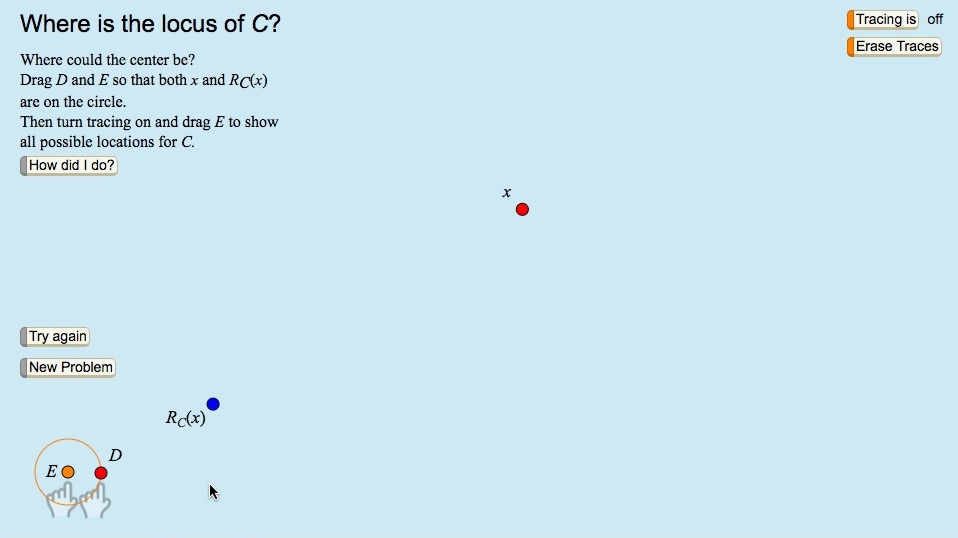 Where is the locus of C?
Tracing is off
Erase Traces
Where could the center be?
Drag D and E so that both x and RC(x)
are on the circle.
Then turn tracing on and drag E to show
all possible locations for C.
How did I do?
x
Try again
New Problem
RC(x)
D
E